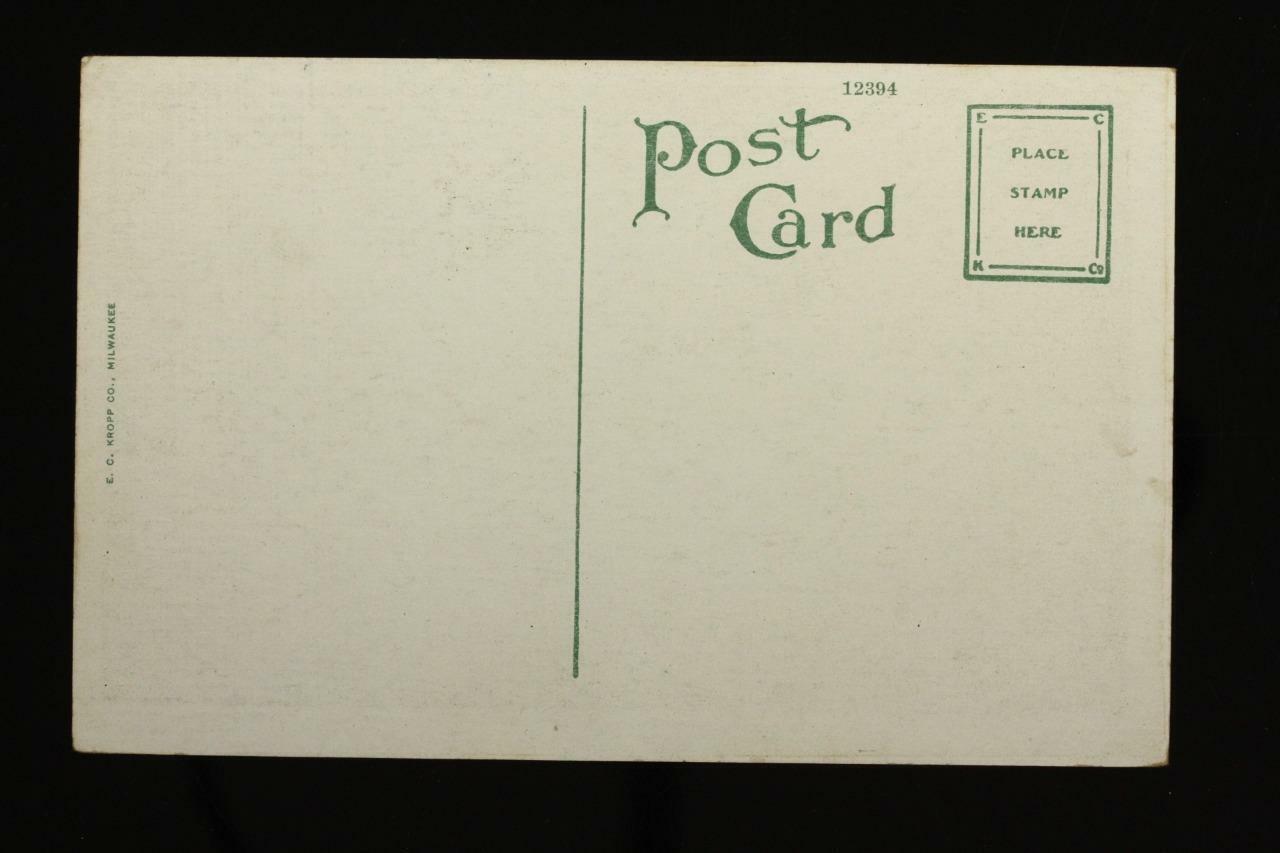 12394
Post
Card
E C
PLACE
STAMP
HERE
K Co
E. C. KROPP CO., MILWAUKEE